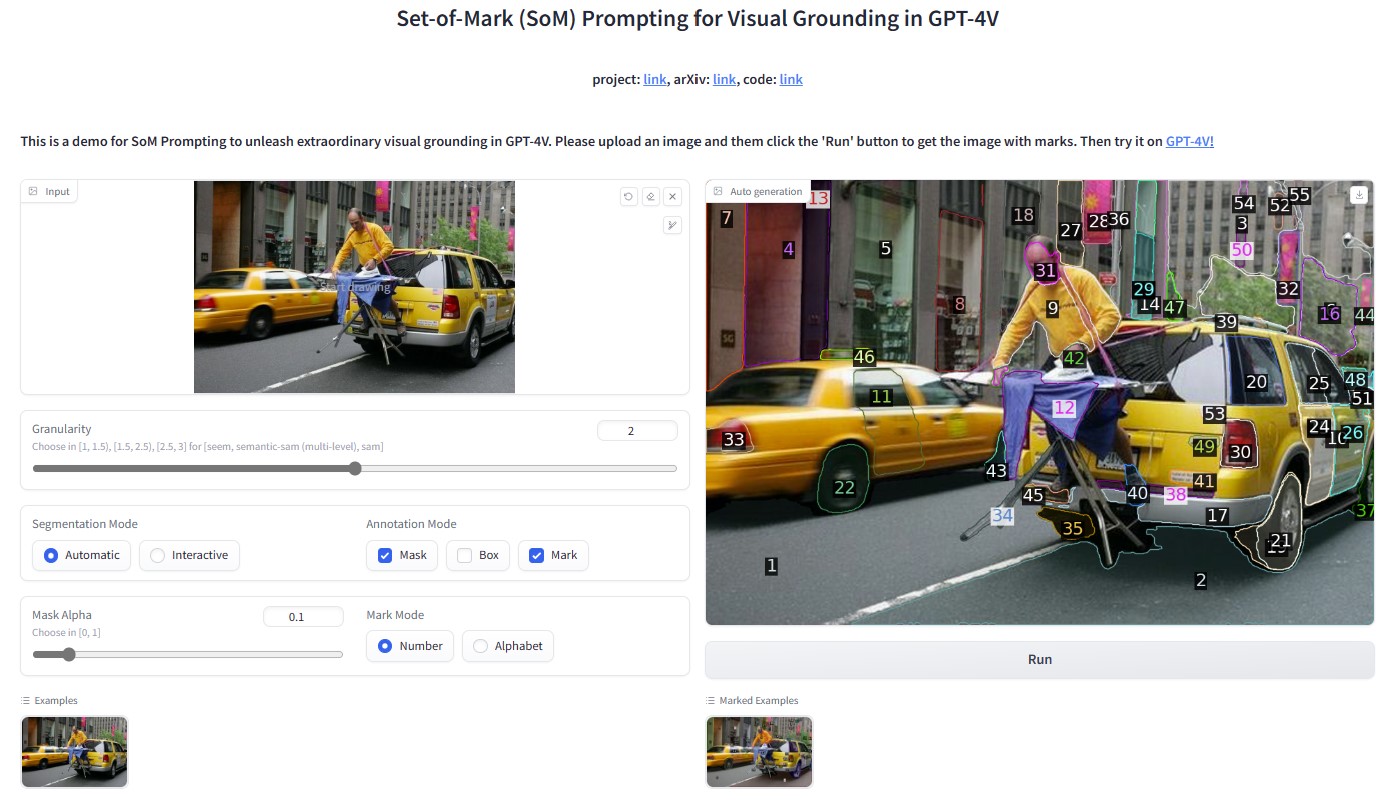 Set-of-Mark (SoM) Prompting for Visual Grounding in GPT-4V
project: link, arXiv: link, code: link
This is a demo for SoM Prompting to unleash extraordinary visual grounding in GPT-4V. Please upload an image and them click the 'Run' button to get the image with marks. Then try it on GPT-4V!
Input
Start drawing
Granularity
2
Choose in [1, 1.5), [1.5, 2.5), [2.5, 3] for [seem, semantic-sam (multi-level), sam]
Segmentation Mode
Automatic
Interactive
Annotation Mode
Mask
Box
Mark
Mask Alpha
0.1
Choose in [0, 1]
Mark Mode
Number
Alphabet
Examples
Auto generation
13
55
54
52
7
18
28
36
3
27
4
5
50
31
32
29
8
9
14
47
16
44
39
46
42
48
20
25
11
51
12
53
24
26
33
49
30
43
41
22
40
38
45
37
34
17
35
21
1
2
Run
Marked Examples